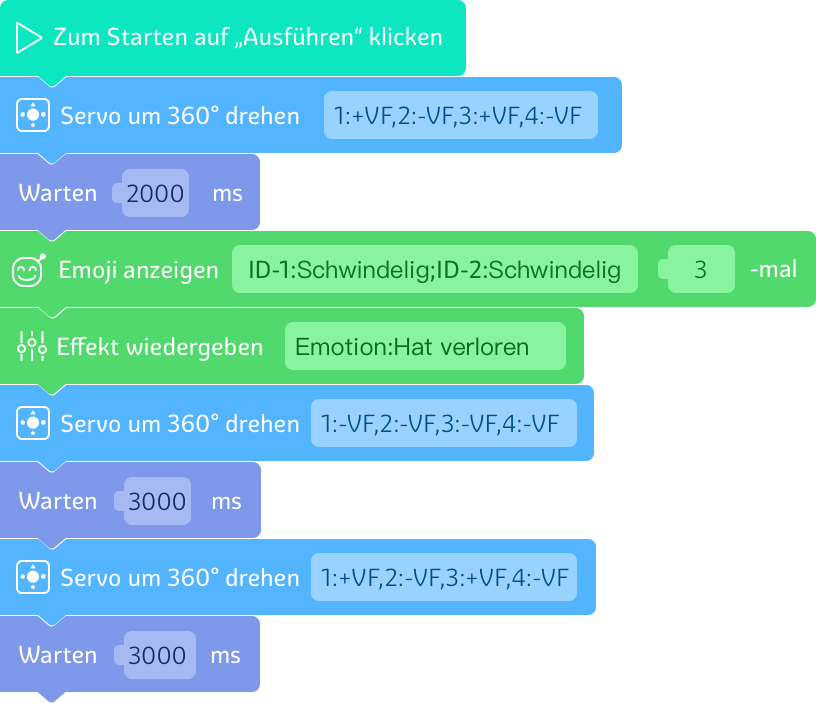 Zum Starten auf „Ausführen“ klicken
Servo um 360° drehen 1:+VF,2:-VF,3:+VF,4:-VF
Warten 2000 ms
Emoji anzeigen ID-1:Schwindelig;ID-2:Schwindelig 3 -mal
Effekt wiedergeben Emotion:Hat verloren
Servo um 360° drehen 1:-VF,2:-VF,3:-VF,4:-VF
Warten 3000 ms
Servo um 360° drehen 1:+VF,2:-VF,3:+VF,4:-VF
Warten 3000 ms